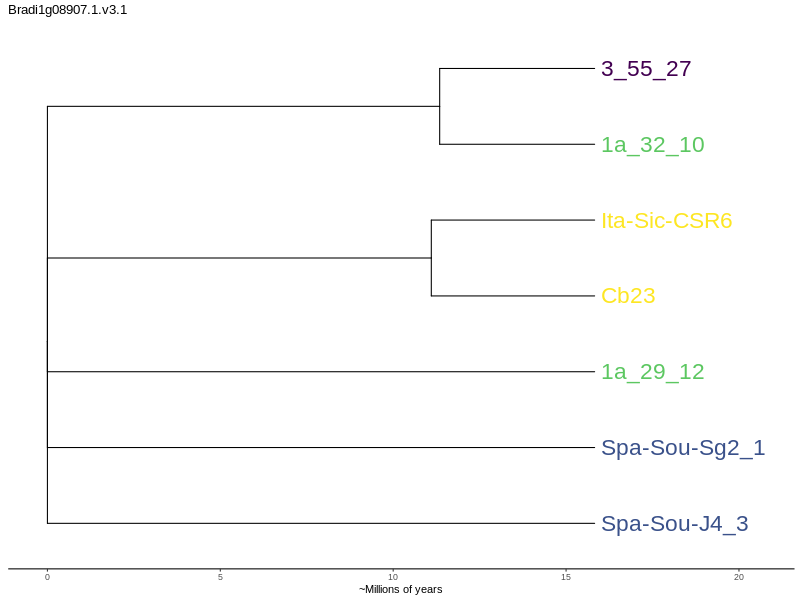 Bradi1g08907.1.v3.1
3_55_27
1a_32_10
Ita-Sic-CSR6
Cb23
1a_29_12
Spa-Sou-Sg2_1
Spa-Sou-J4_3
0 5 10 15 20
~Millions of years